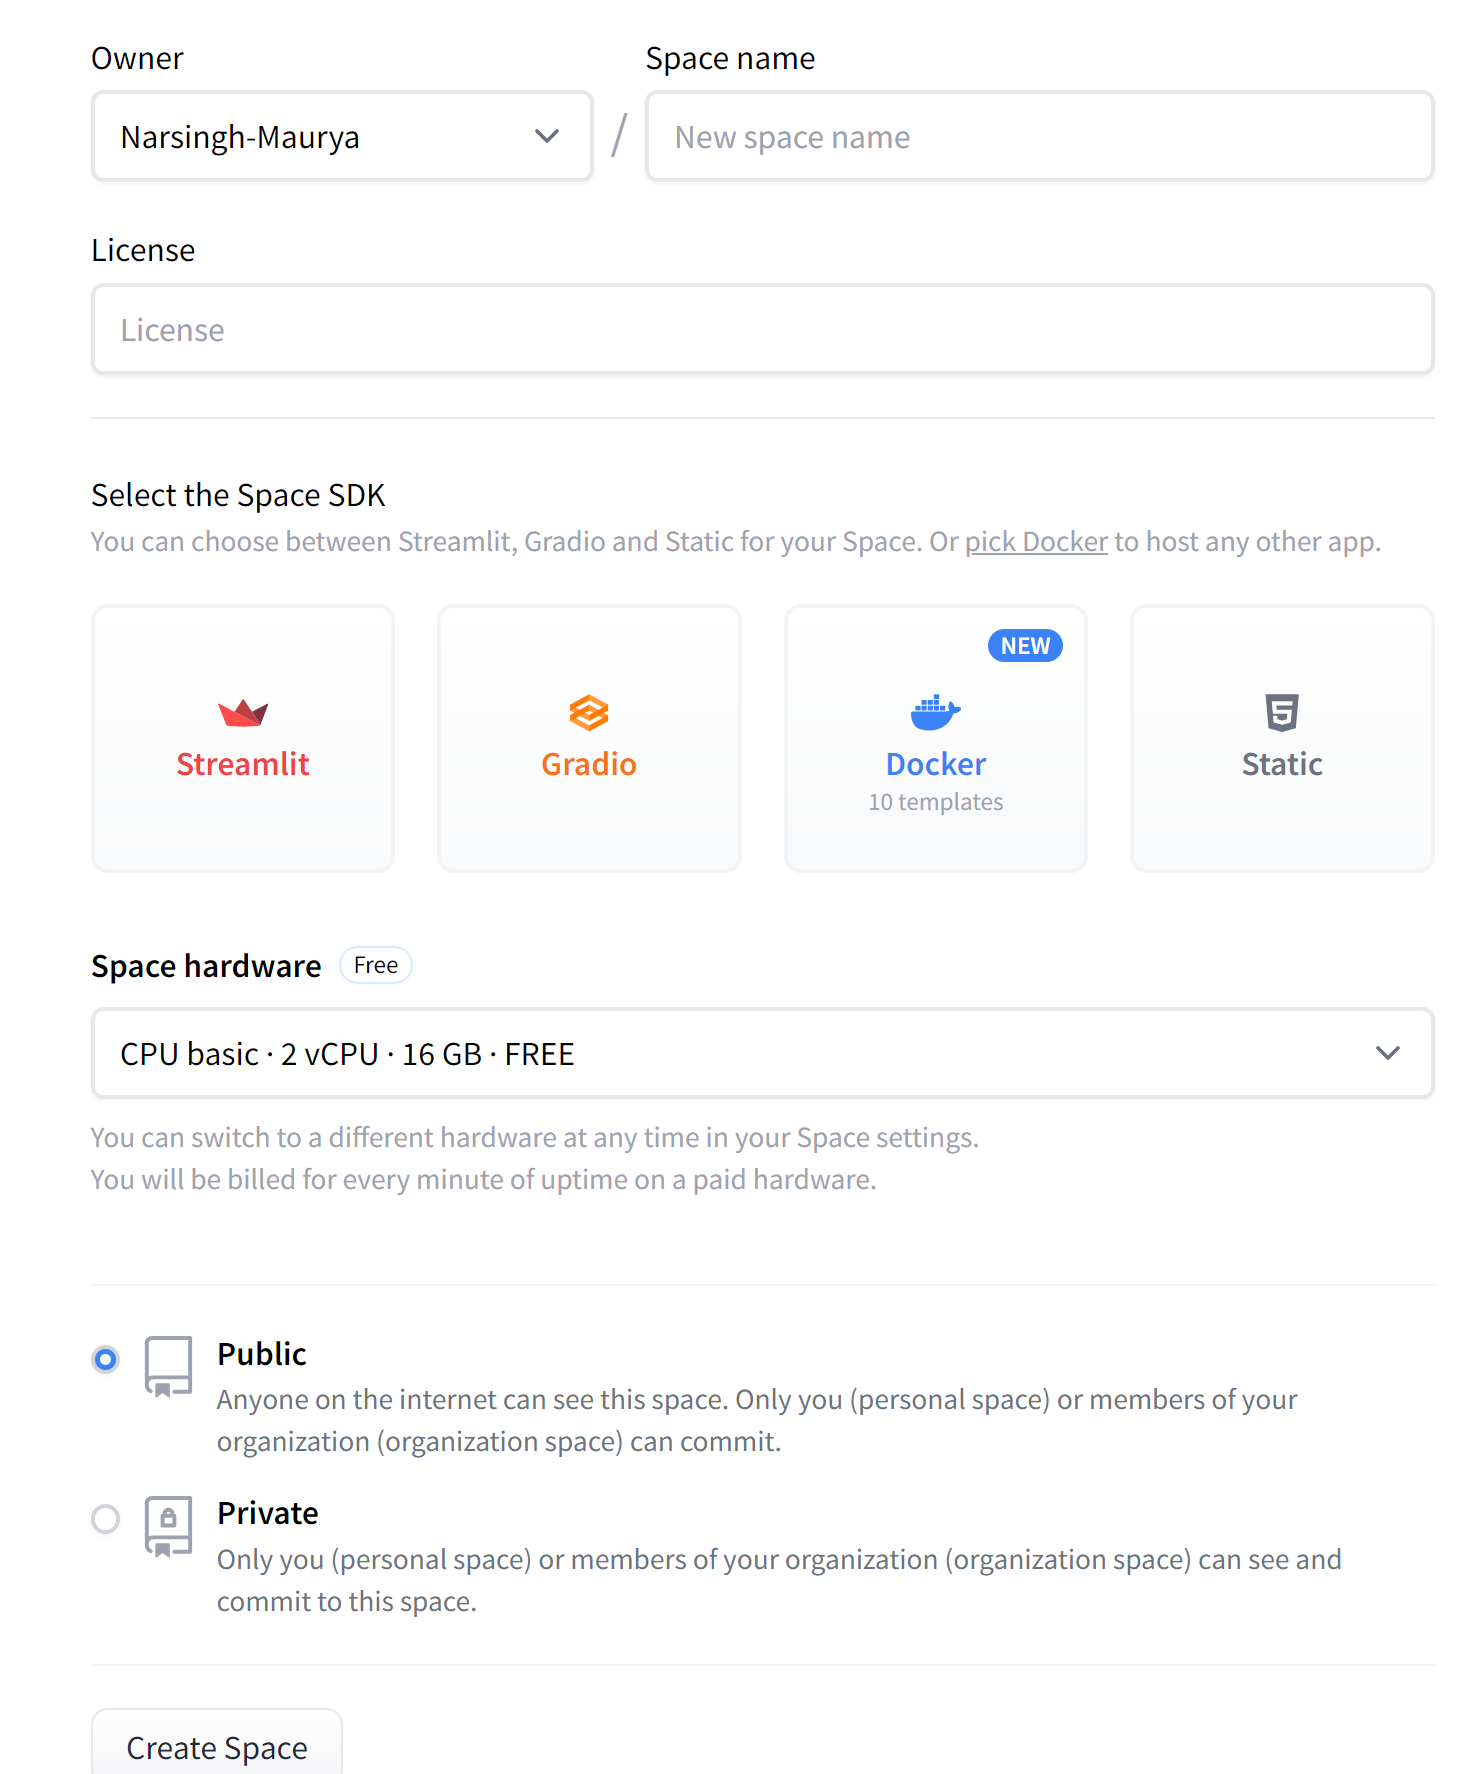 Owner
Space name
Narsingh-Maurya
/
New space name
License
License
Select the Space SDK
You can choose between Streamlit, Gradio and Static for your Space. Or pick Docker to host any other app.
Streamlit
Gradio
NEW
Docker
10 templates
Static
Space hardware Free
CPU basic · 2 vCPU · 16 GB · FREE
You can switch to a different hardware at any time in your Space settings.
You will be billed for every minute of uptime on a paid hardware.
Public
Anyone on the internet can see this space. Only you (personal space) or members of your
organization (organization space) can commit.
Private
Only you (personal space) or members of your organization (organization space) can see and
commit to this space.
Create Space